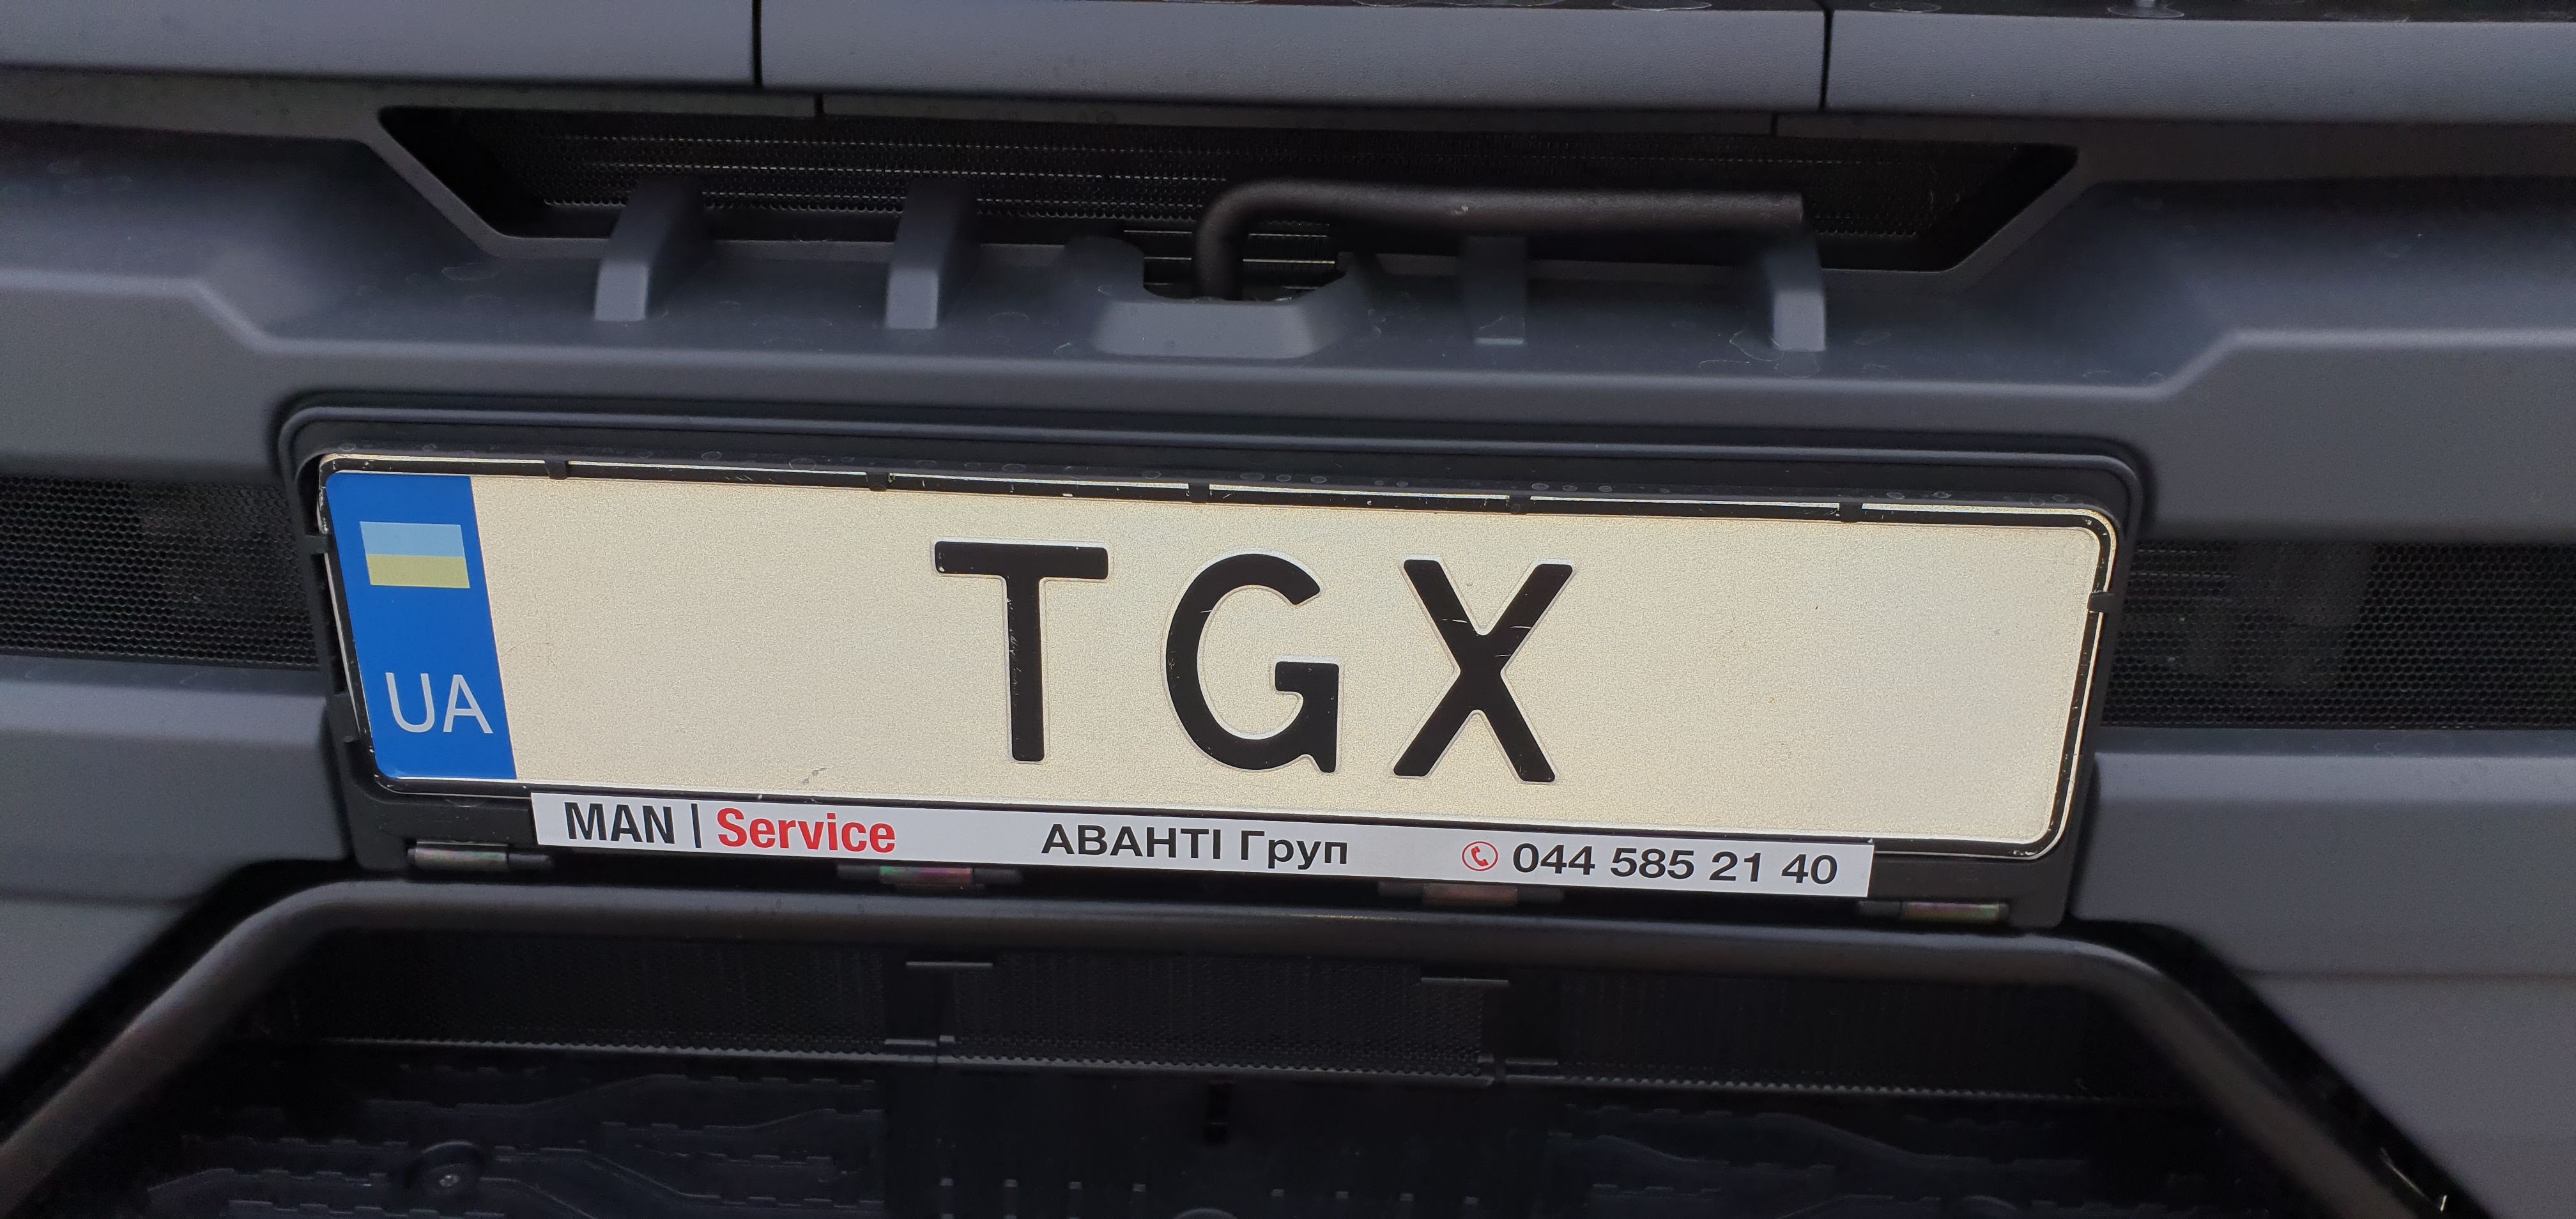 UA
TGX
MAN | Service АВАНТІ Груп 044 585 21 40